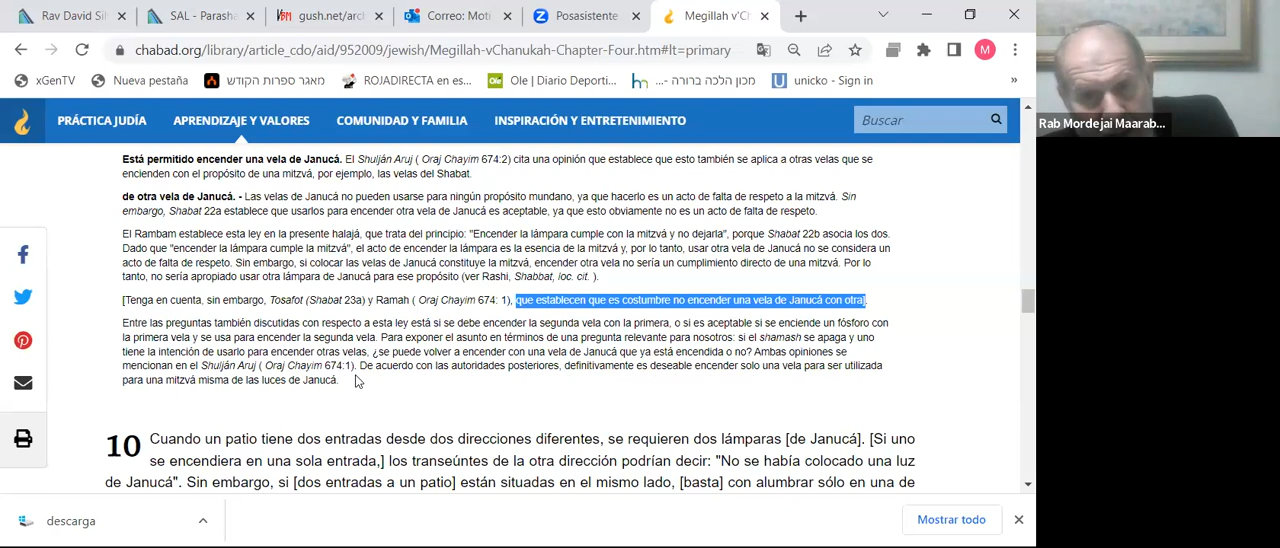 Rav David Sil
SAL - Parasha
gush.net/arch
Correo: Moti
Posasistente
Megillah v'Ch
chabad.org/library/article_cdo/aid/952009/jewish/Megillah-vChanukah-Chapter-Four.htm#lt=primary
M
xGenTV
Nueva pestaña
מאגר ספרות הקודש
ROJADIRECTA en es...
Ole | Diario Deporti...
מכון הלכה ברורה -...
unicko - Sign in
»
PRÁCTICA JUDÍA
APRENDIZAJE Y VALORES
COMUNIDAD Y FAMILIA
INSPIRACIÓN Y ENTRETENIMIENTO
Buscar
Rab Mordejai Maarab...
Está permitido encender una vela de Janucá. El Shulján Aruj ( Oraj Chayim 674:2) cita una opinión que establece que esto también se aplica a otras velas que se
encienden con el propósito de una mitzvá, por ejemplo, las velas del Shabat.
de otra vela de Janucá. - Las velas de Janucá no pueden usarse para ningún propósito mundano, ya que hacerlo es un acto de falta de respeto a la mitzvá. Sin
embargo, Shabat 22a establece que usarlos para encender otra vela de Janucá es aceptable, ya que esto obviamente no es un acto de falta de respeto.
El Rambam establece esta ley en la presente halajá, que trata del principio: "Encender la lámpara cumple con la mitzvá y no dejarla", porque Shabat 22b asocia los dos.
Dado que "encender la lámpara cumple la mitzvá", el acto de encender la lámpara es la esencia de la mitzvá y, por lo tanto, usar otra vela de Janucá no se considera un
acto de falta de respeto. Sin embargo, si colocar las velas de Janucá constituye la mitzvá, encender otra vela no sería un cumplimiento directo de una mitzvá. Por lo
tanto, no sería apropiado usar otra lámpara de Janucá para ese propósito (ver Rashi, Shabbat, loc. cit. ).
[Tenga en cuenta, sin embargo, Tosafot (Shabat 23a) y Ramah ( Oraj Chayim 674: 1), que establecen que es costumbre no encender una vela de Janucá con otra].
Entre las preguntas también discutidas con respecto a esta ley está si se debe encender la segunda vela con la primera, o si es aceptable si se enciende un fósforo con
la primera vela y se usa para encender la segunda vela. Para exponer el asunto en términos de una pregunta relevante para nosotros: si el shamash se apaga y uno
tiene la intención de usarlo para encender otras velas, ¿se puede volver a encender con una vela de Janucá que ya está encendida o no? Ambas opiniones se
mencionan en el Shulján Aruj ( Oraj Chayim 674:1). De acuerdo con las autoridades posteriores, definitivamente es deseable encender solo una vela para ser utilizada
para una mitzvá misma de las luces de Janucá.
10 Cuando un patio tiene dos entradas desde dos direcciones diferentes, se requieren dos lámparas [de Janucá]. [Si uno
se encendiera en una sola entrada,] los transeúntes de la otra dirección podrían decir: "No se había colocado una luz
de Janucá". Sin embargo, si [dos entradas a un patio] están situadas en el mismo lado, [basta] con alumbrar sólo en una de
descarga
Mostrar todo